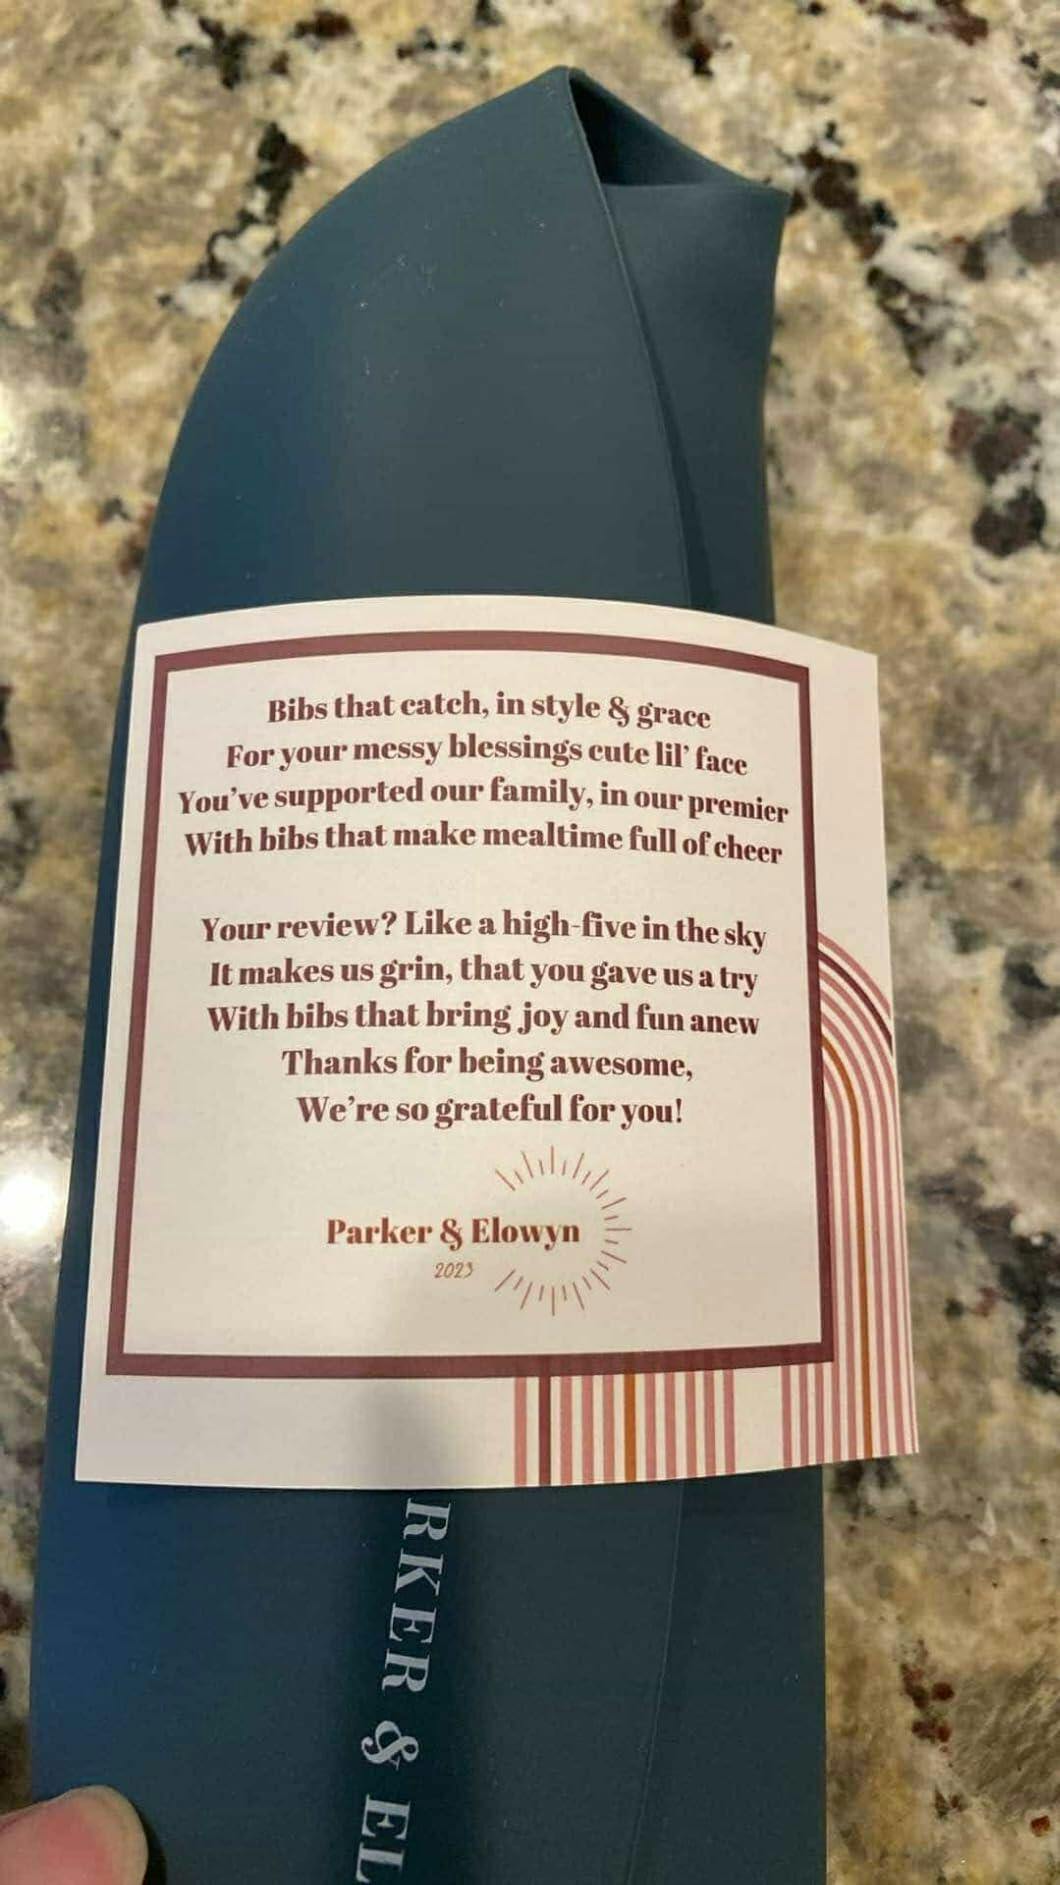 Bibs that catch, in style & grace
For your messy blessings cute lil' face
You've supported our family, in our premier
With bibs that make mealtime full of cheer
Your review? Like a high-five in the sky
It makes us grin, that you gave us a try
With bibs that bring joy and fun anew
Thanks for being awesome,
We're so grateful for you!
Parker & Elowyn
2023
RKER & EL